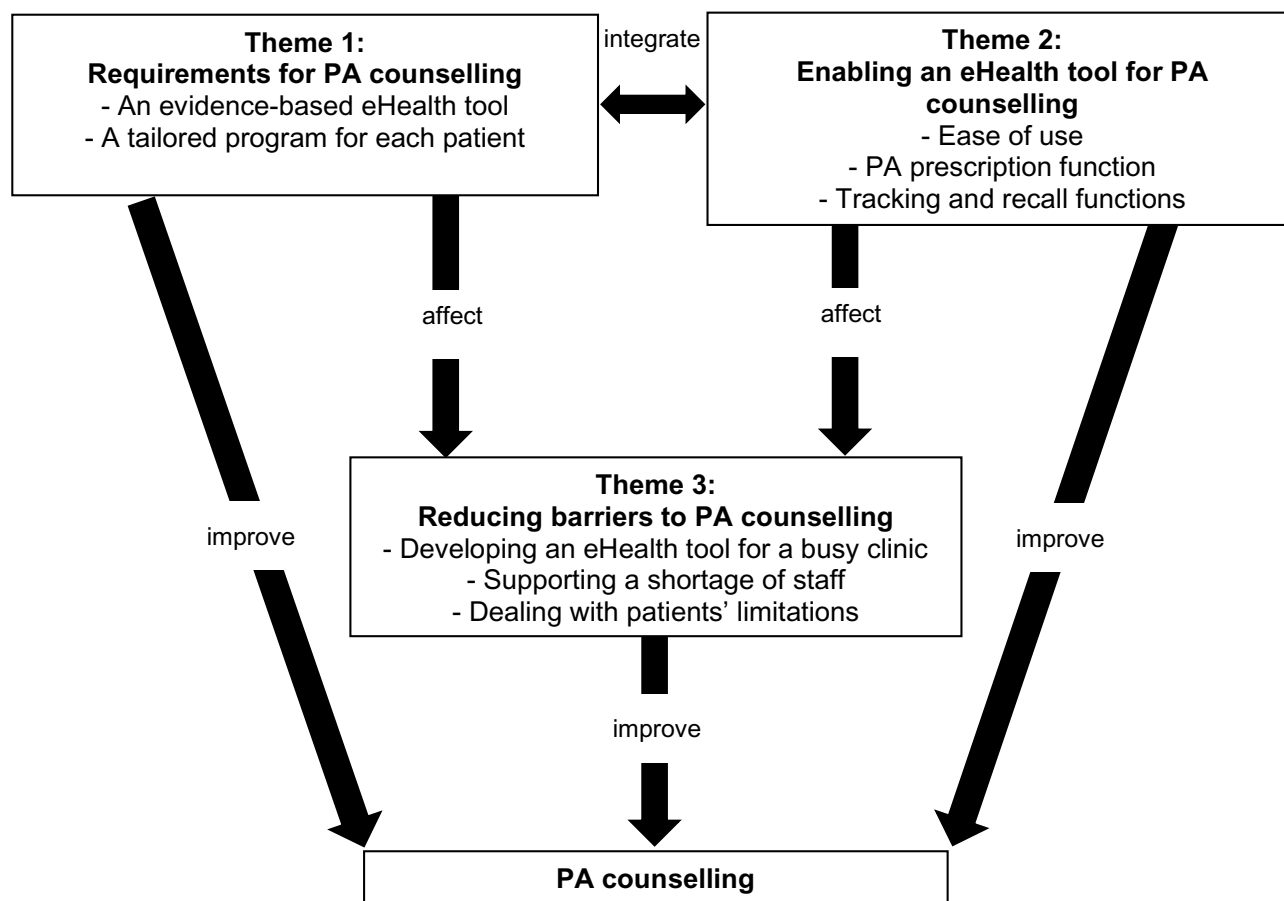 Theme 1:
Requirements for PA counselling
- An evidence-based eHealth tool
- A tailored program for each patient
integrate
Theme 2:
Enabling an eHealth tool for PA
counselling
- Ease of use
- PA prescription function
- Tracking and recall functions
affect
affect
Theme 3:
Reducing barriers to PA counselling
- Developing an eHealth tool for a busy clinic
- Supporting a shortage of staff
- Dealing with patients’ limitations
improve
improve
improve
PA counselling